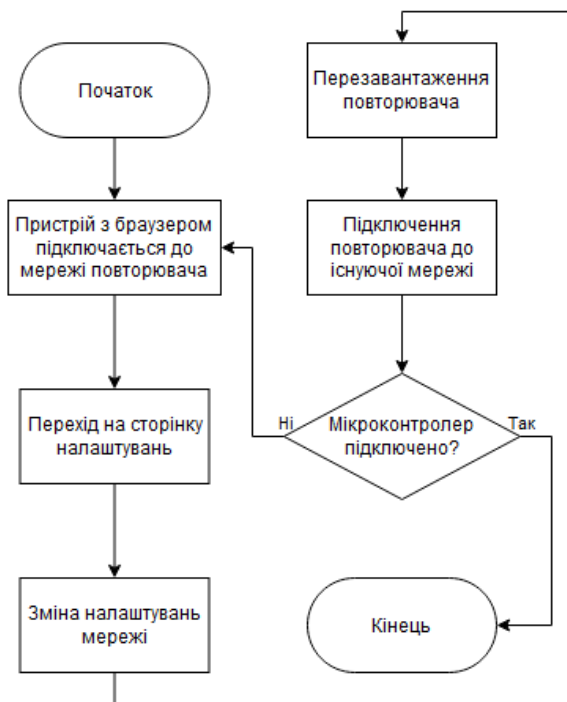 Початок
Пристрій з браузером
підключається до
мережі повторювача
Перехід на сторінку
налаштувань
Зміна налаштувань
мережі
Перезавантаження
повторювача
Підключення
повторювача до
існуючої мережі
Мікроконтролер
підключено?
Ні
Так
Кінець